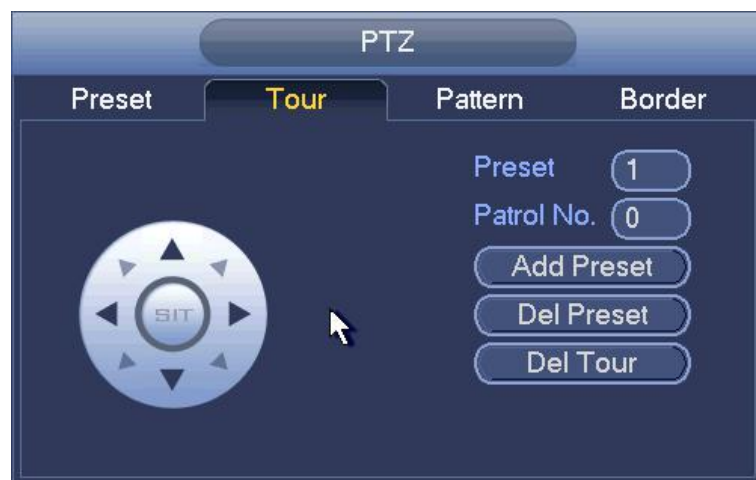 PTZ
Preset Tour Pattern Border
Preset 1
Patrol No. 0
Add Preset
SIT
Del Preset
Del Tour